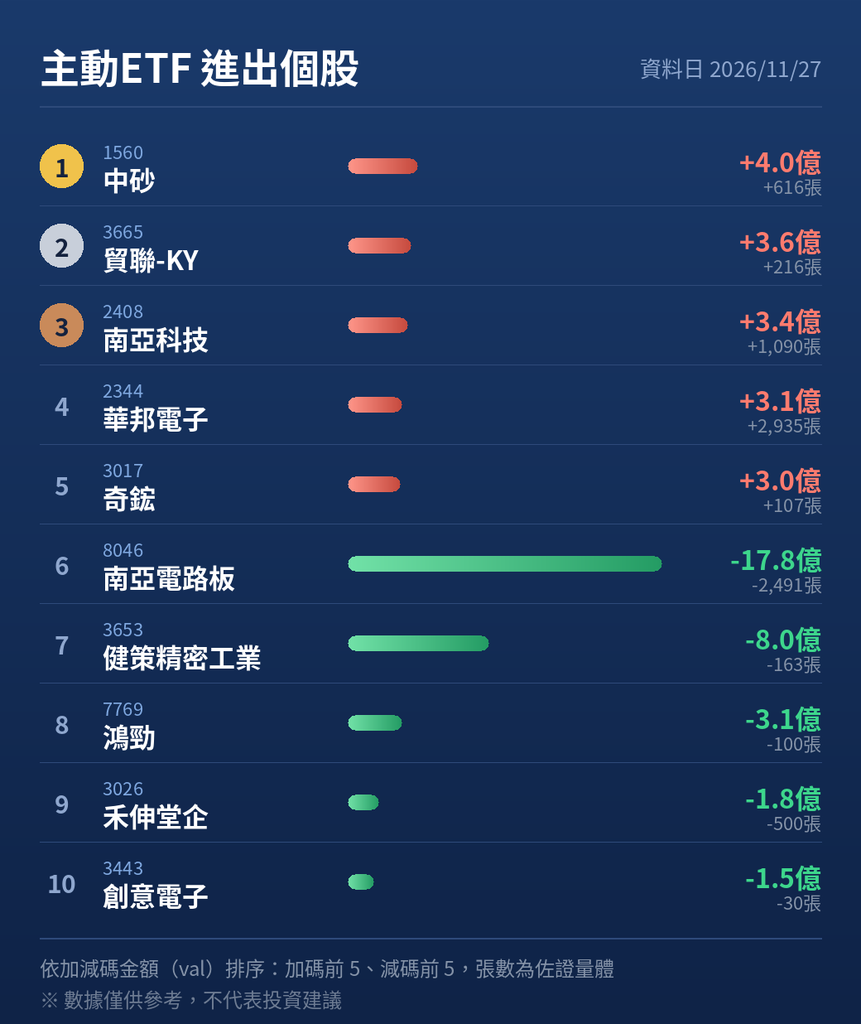 主動ETF 進出個股
資料日 2026/11/27
1
1560
中砂
+4.0億
+616張
2
3665
貿聯-KY
+3.6億
+216張
3
2408
南亞科技
+3.4億
+1,090張
4
2344
華邦電子
+3.1億
+2,935張
5
3017
奇鋐
+3.0億
+107張
6
8046
南亞電路板
-17.8億
-2,491張
7
3653
健策精密工業
-8.0億
-163張
8
7769
鴻勁
-3.1億
-100張
9
3026
禾伸堂企
-1.8億
-500張
10
3443
創意電子
-1.5億
-30張
依加減碼金額（val）排序：加碼前 5、減碼前 5，張數為佐證量體
※ 數據僅供參考，不代表投資建議